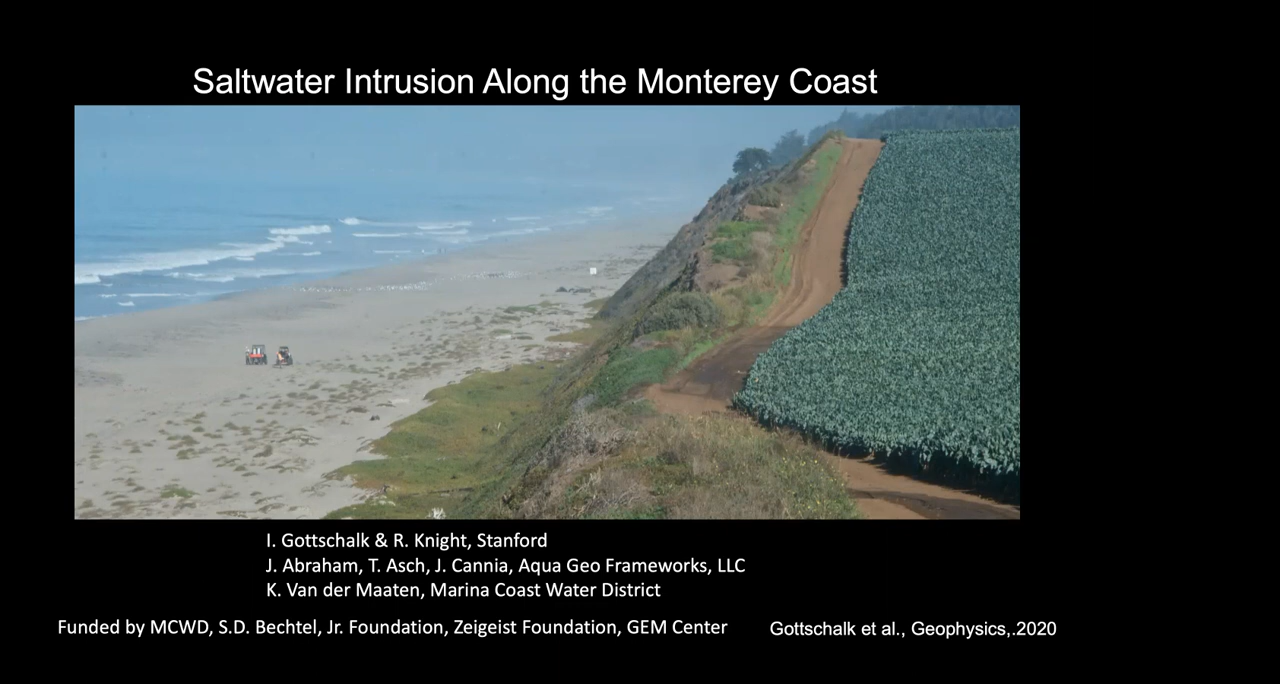 Saltwater Intrusion Along the Monterey Coast
I. Gottschalk & R. Knight, Stanford
J. Abraham, T. Asch, J. Cannia, Aqua Geo Frameworks, LLC
K. Van der Maaten, Marina Coast Water District
Funded by MCWD, S.D. Bechtel, Jr. Foundation, Zeigeist Foundation, GEM Center
Gottschalk et al., Geophysics,.2020